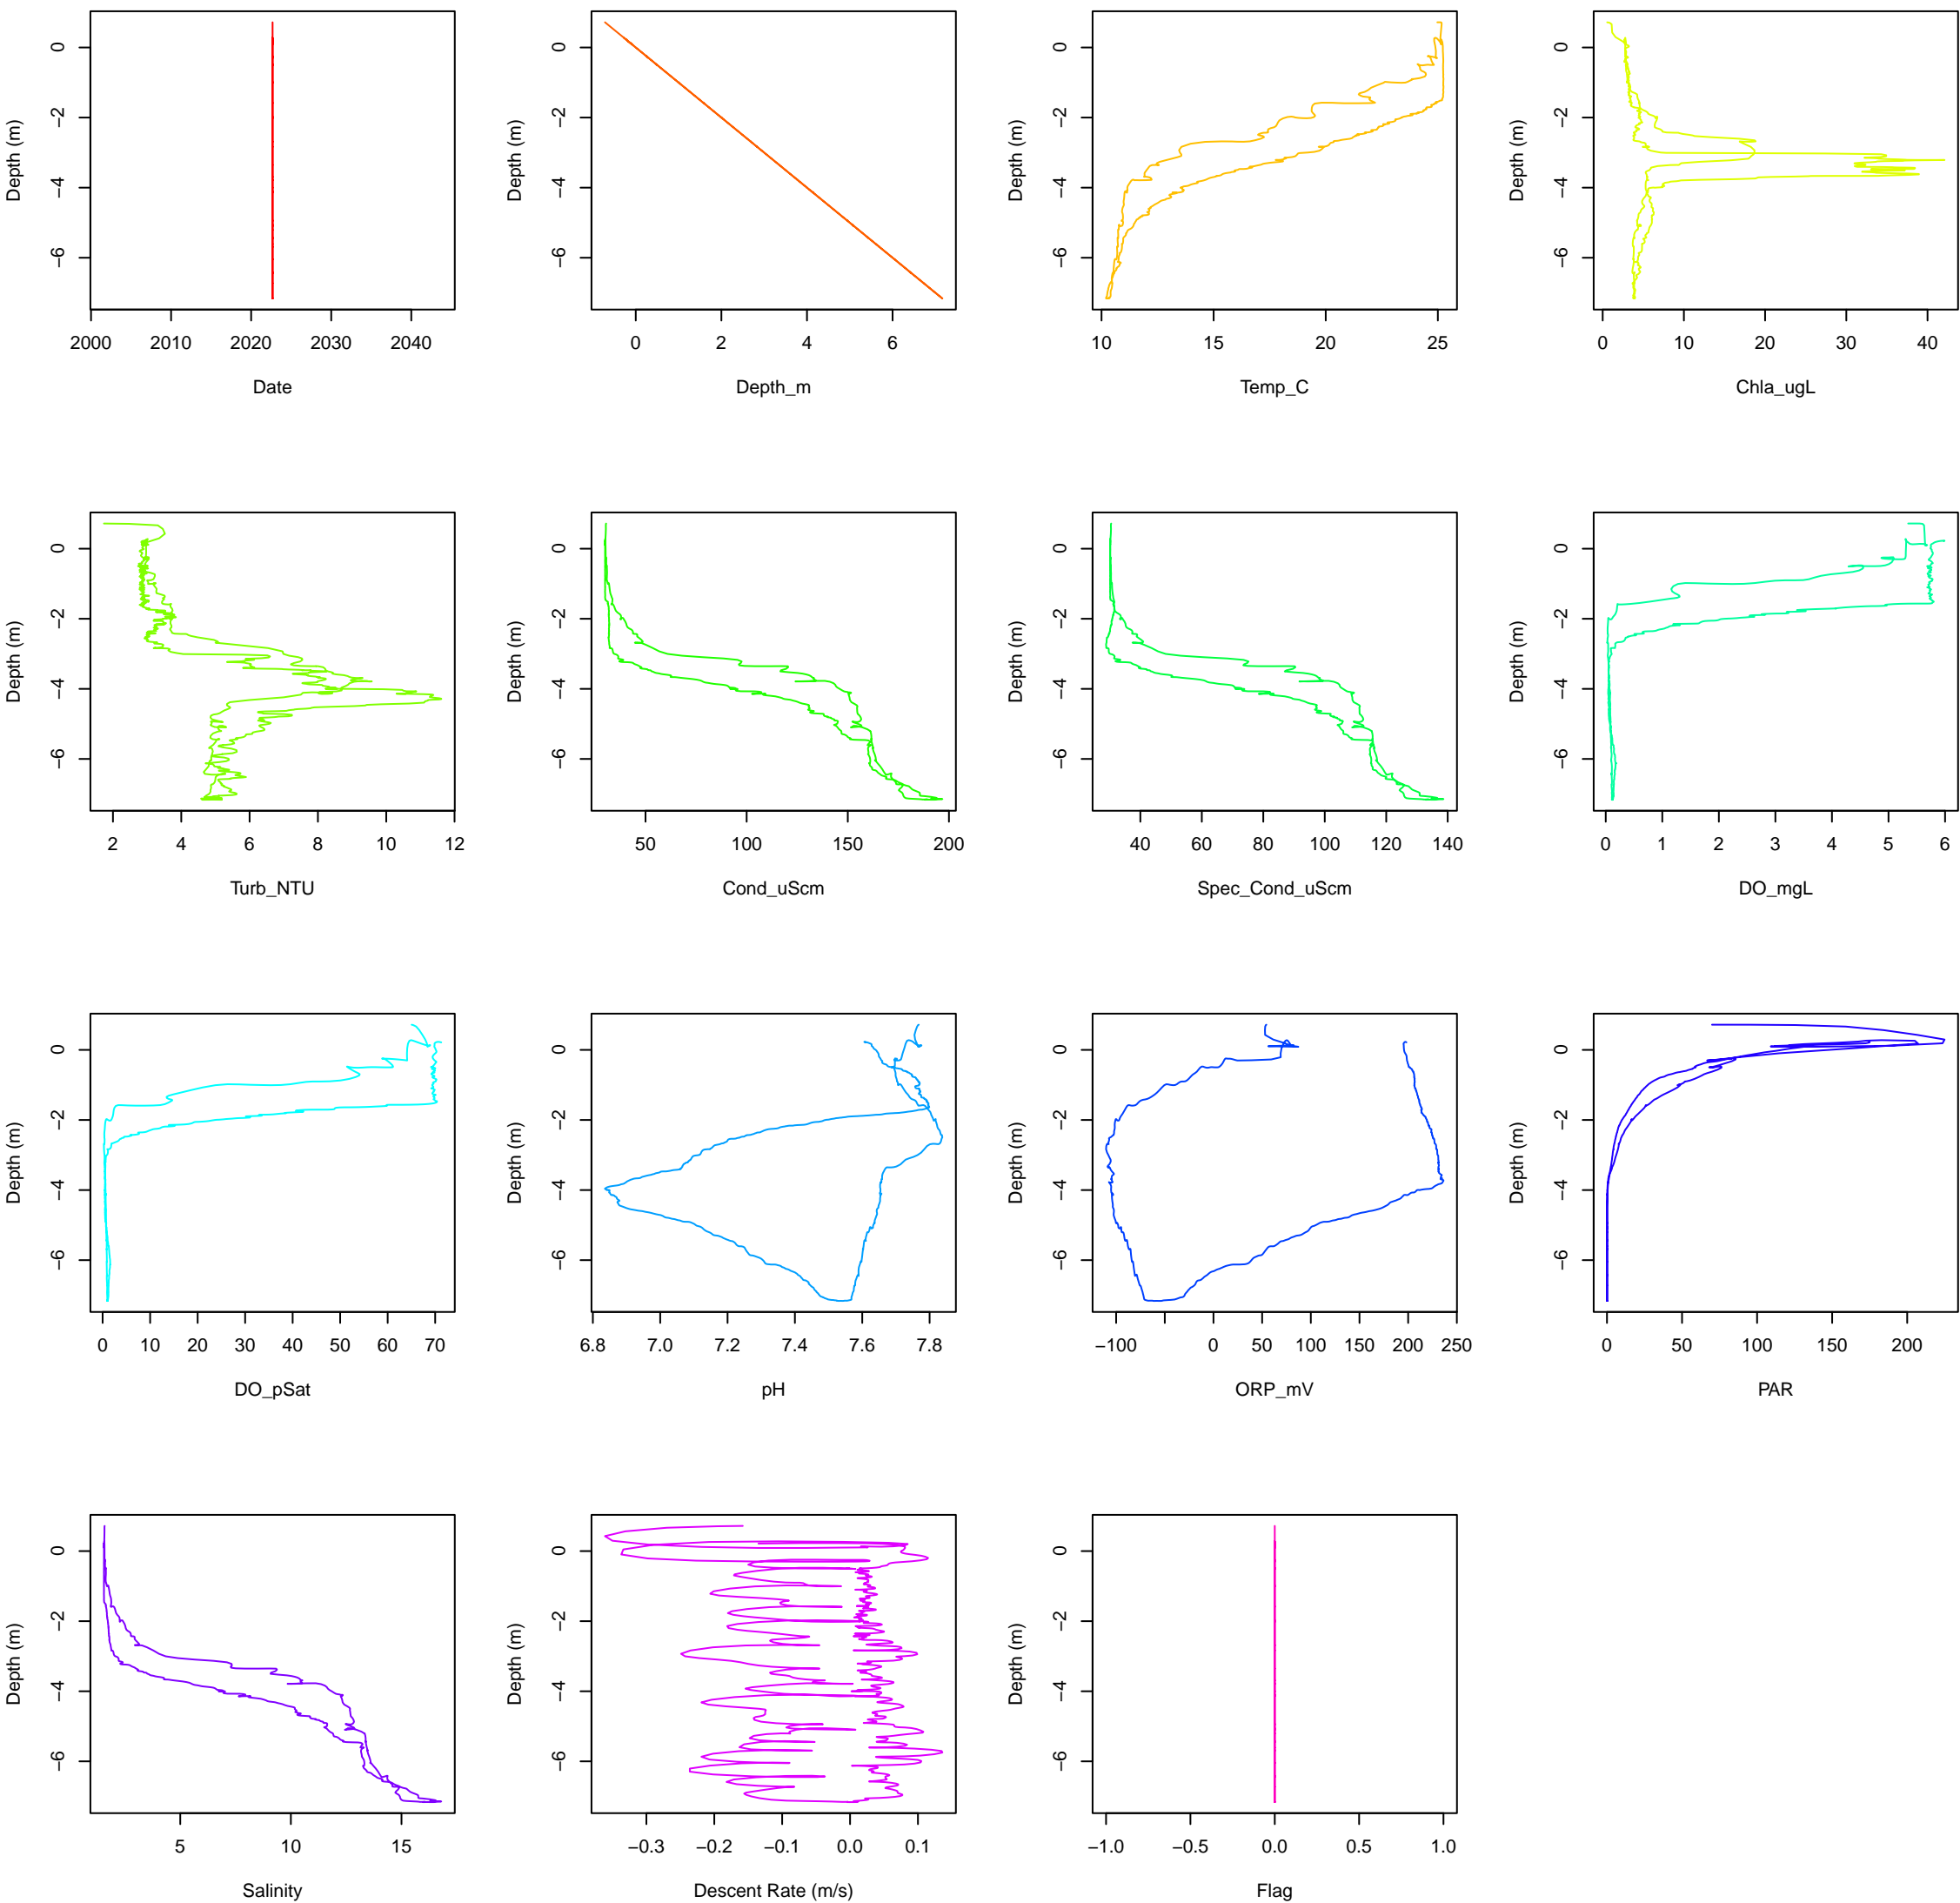 Depth (m)
0
−2
−4
−6
2000 2010 2020 2030 2040
Date
Depth (m)
0
−2
−4
−6
0 2 4 6
Depth_m
Depth (m)
0
−2
−4
−6
10 15 20 25
Temp_C
Depth (m)
0
−2
−4
−6
0 10 20 30 40
Chla_ugL
Depth (m)
0
−2
−4
−6
2 4 6 8 10 12
Turb_NTU
Depth (m)
0
−2
−4
−6
50 100 150 200
Cond_uScm
Depth (m)
0
−2
−4
−6
40 60 80 100 120 140
Spec_Cond_uScm
Depth (m)
0
−2
−4
−6
0 1 2 3 4 5 6
DO_mgL
Depth (m)
0
−2
−4
−6
0 10 20 30 40 50 60 70
DO_pSat
Depth (m)
0
−2
−4
−6
6.8 7.0 7.2 7.4 7.6 7.8
pH
Depth (m)
0
−2
−4
−6
−100 0 50 100 150 200 250
ORP_mV
Depth (m)
0
−2
−4
−6
0 50 100 150 200
PAR
Depth (m)
0
−2
−4
−6
5 10 15
Salinity
Depth (m)
0
−2
−4
−6
−0.3 −0.2 −0.1 0.0 0.1
Descent Rate (m/s)
Depth (m)
0
−2
−4
−6
−1.0 −0.5 0.0 0.5 1.0
Flag